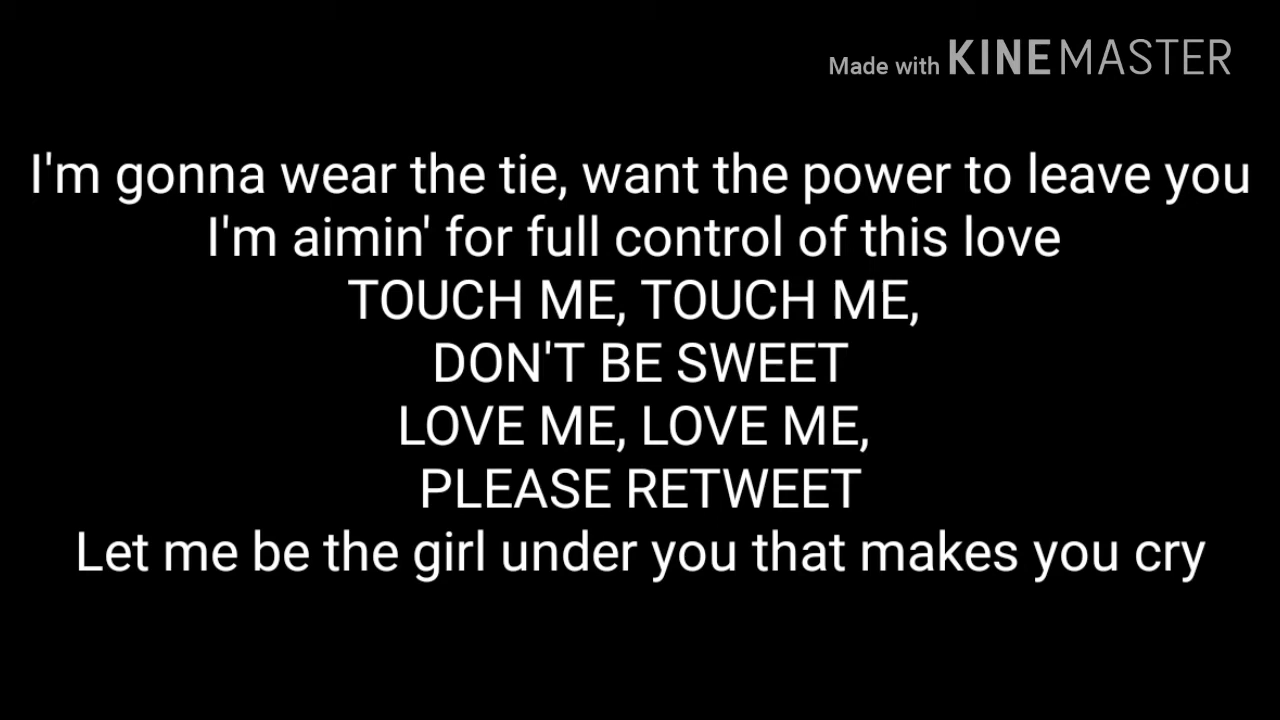 Made with KINEMASTER
I'm gonna wear the tie, want the power to leave you
I'm aimin' for full control of this love
TOUCH ME, TOUCH ME,
DON'T BE SWEET
LOVE ME, LOVE ME,
PLEASE RETWEET
Let me be the girl under you that makes you cry